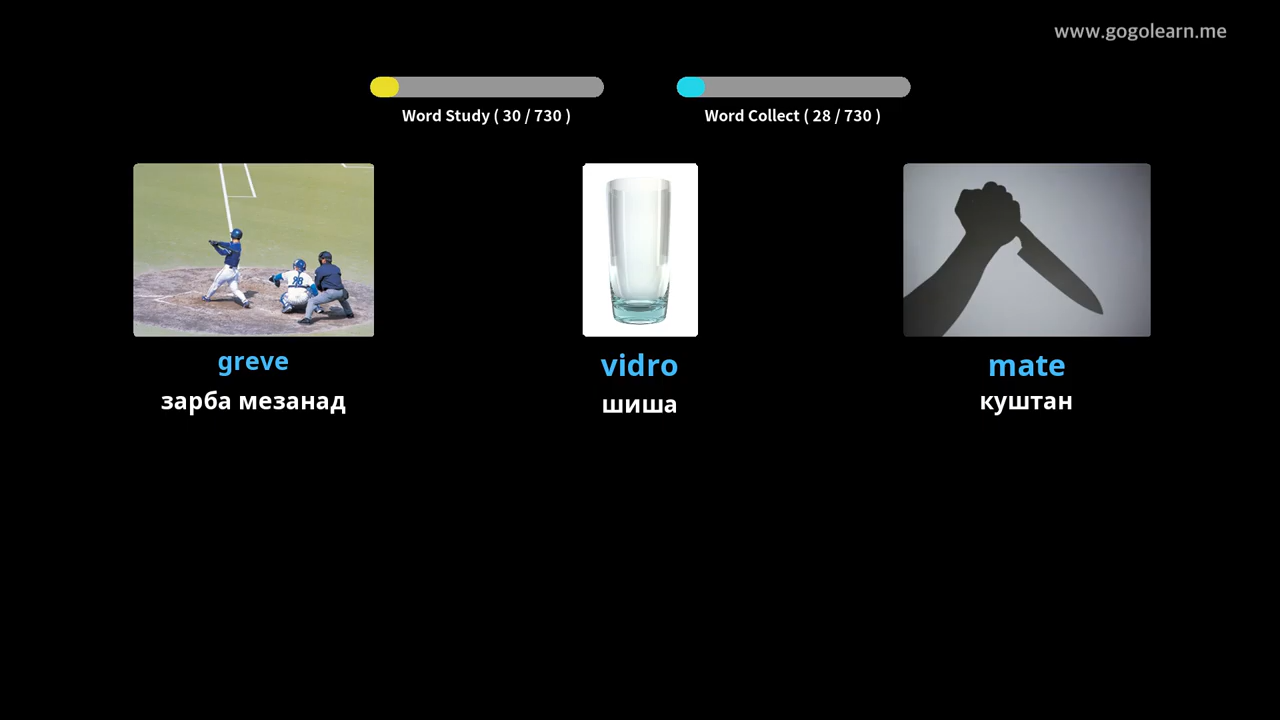 www.gogolearn.me
Word Study ( 30 / 730 )
Word Collect ( 28 / 730 )
greve
vidro
mate
зарба мезанад
шиша
куштан